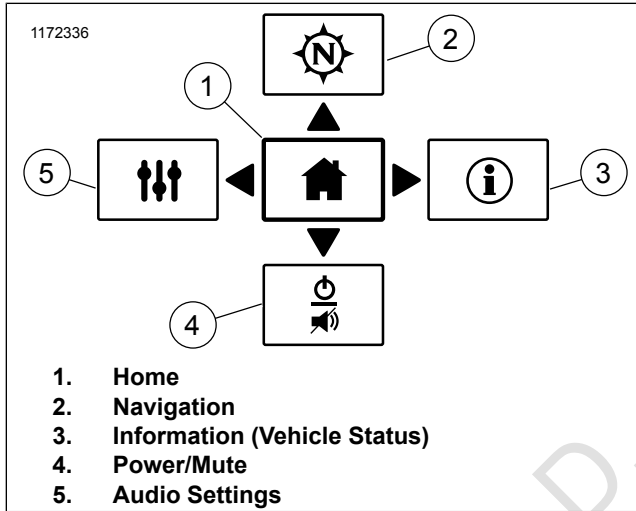 1172336
N
2
1
5
3
i
4
1. Home
2. Navigation
3. Information (Vehicle Status)
4. Power/Mute
5. Audio Settings
D